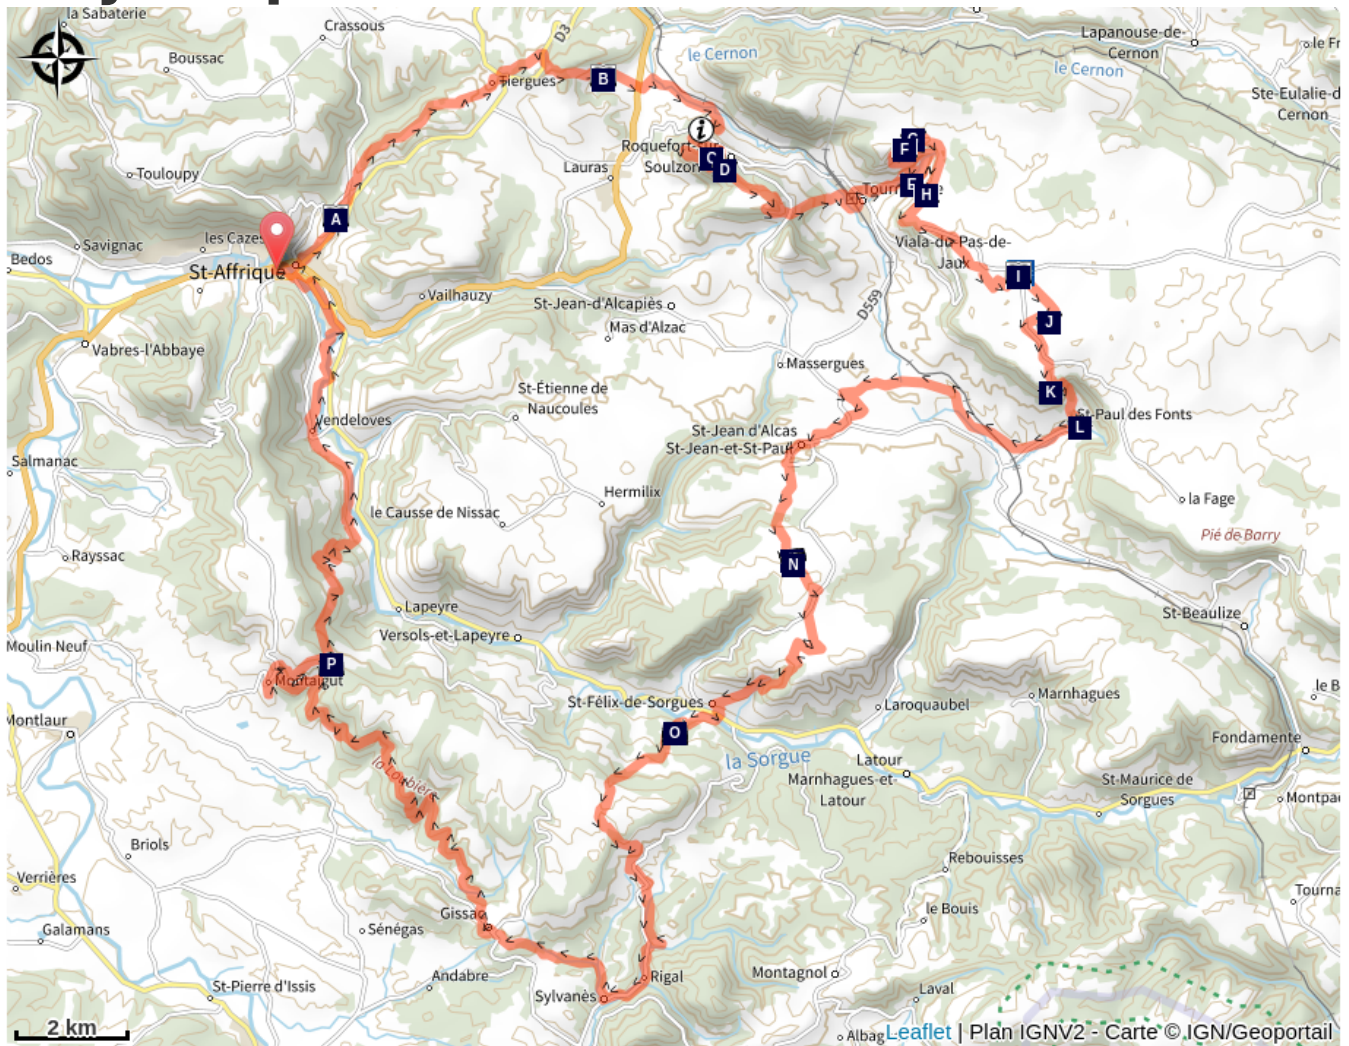 la Sabaterie
Crassous
D3
Lapanouse-de-
Cernon
le Cernon
le Cernon
Boussac
Tiergues
B
Ste-Eulalie-d
Cernon
i
Roquefort-sur-
Soulzon
C
D
F
Lauras
Touloupy
E
H
A
les Cazes
Savignac
Bedos
St-Affrique
Viala-du-Pas-de-
Jaux
I
Vailhauzy
St-Jean-d'Alcapiès
D559
Mas d'Alzac
J
Vabres-l'Abbaye
Massergues
St-Étienne de
Naucoules
K
Vendeloves
St-Paul des Fonts
L
St-Jean d'Alcas
St-Jean-et-St-Paul
Salmanac
Hermilix
la Fage
le Causse de Nissac
Pié de Barry
Rayssac
N
Lapeyre
St-Beaulize
Versols-et-Lapeyre
Moulin Neuf
P
Montaigut
St-Félix-de-Sorgues
Marnhagues
le B
Laroquaubel
Montlaur
O
Fondamente
la Sorgue
Latour
Marnhagues-et-
Latour
St-Maurice de
Sorgues
Montpa
Briols
Rebouisses
Verrières
Tourna
Gissac
le Bouis
Galamans
Sénégas
Andabre
Rigal
Montagnol
St-Pierre d'Issis
Sylvanès
Laval
2 km
Albag
Leaflet | Plan IGNV2 - Carte © IGN/Geoportail